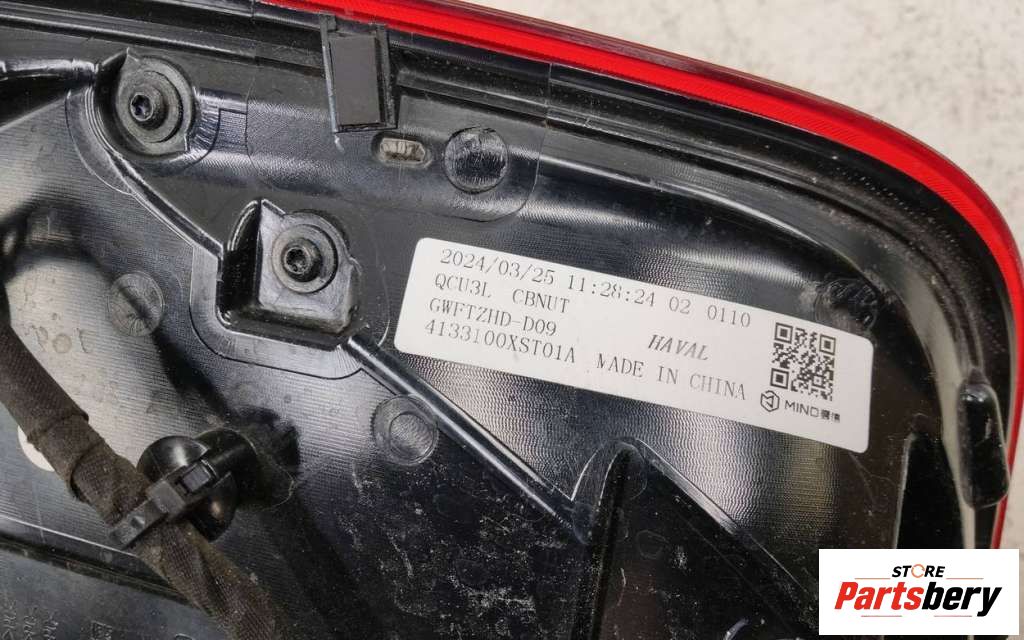 2024/03/25 11:28:24 02 0110
QCU3L CBNUT
GWFTZHD-D09
HAVAL
4133100XST01A MADE IN CHINA
MIND
STORE
Partsbery